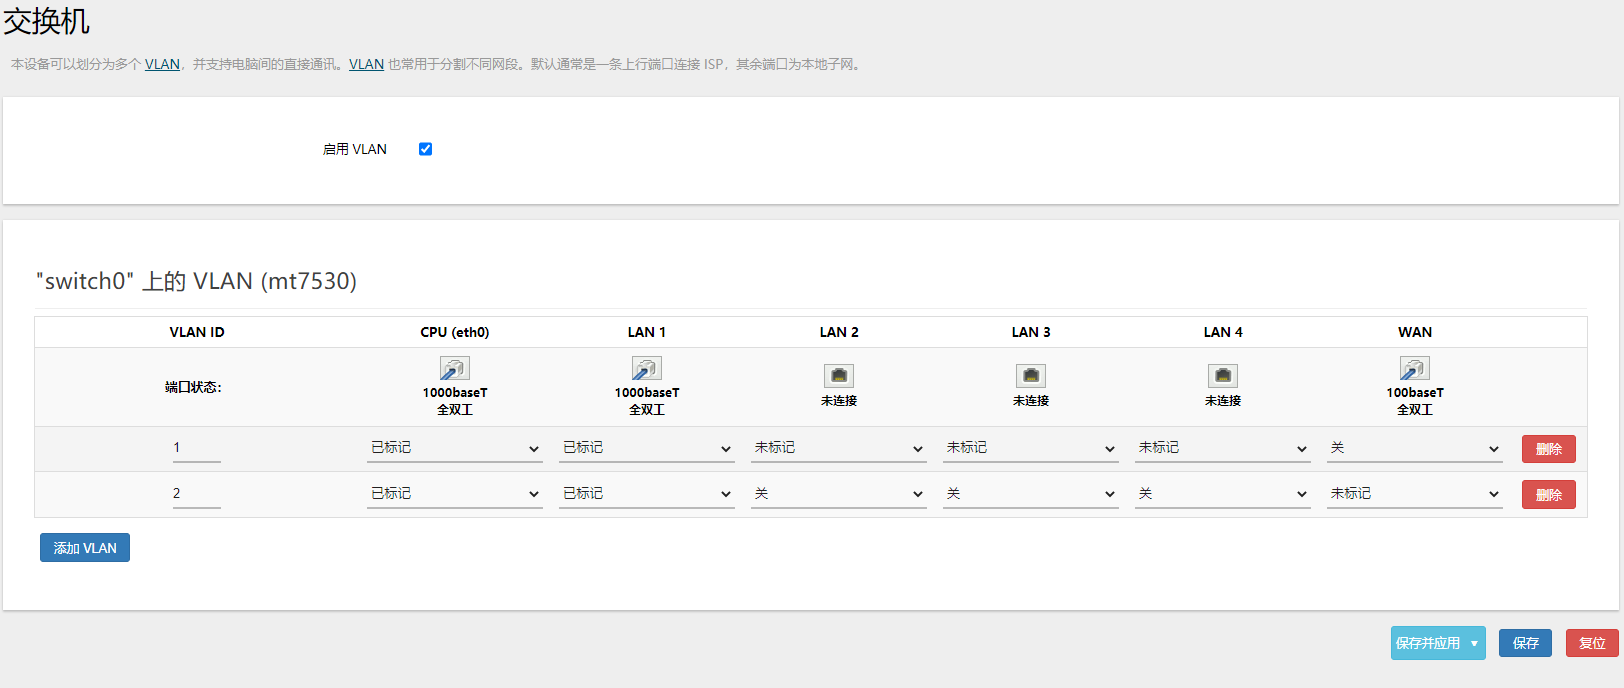 交换机
本设备可以划分为多个 VLAN，并支持电脑间的直接通讯。VLAN 也常用于分割不同网段。默认通常是一条上行端口连接 ISP，其余端口为本地子网。
启用 VLAN
"switch0" 上的 VLAN (mt7530)
VLAN ID CPU (eth0) LAN 1 LAN 2 LAN 3 LAN 4 WAN
端口状态： 1000baseT 全双工 1000baseT 全双工 未连接 未连接 未连接 100baseT 全双工
1 已标记 已标记 未标记 未标记 未标记 关 删除
2 已标记 已标记 关 关 关 未标记 删除
添加 VLAN
保存并应用 保存 复位